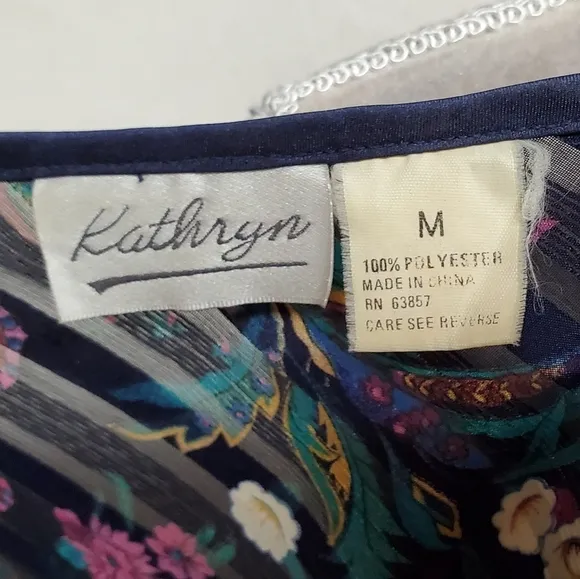 Kathryn
M
100% POLYESTER
MADE IN CHINA
RN 63857
CARE SEE REVERSE